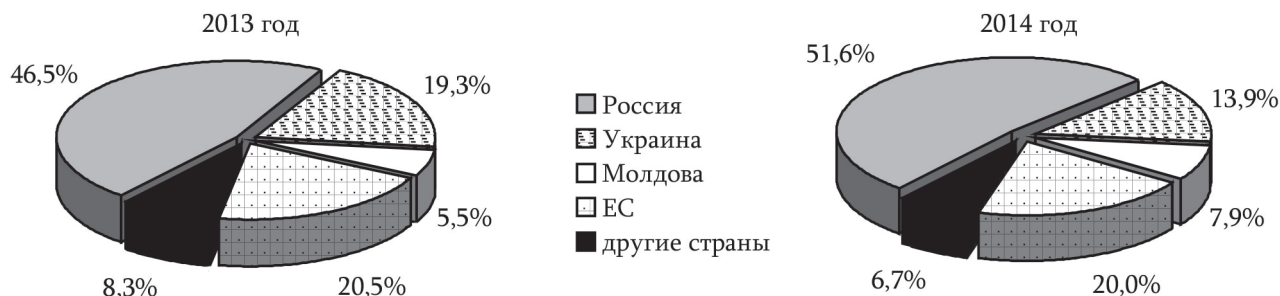 2013 год
46,5%
19,3%
5,5%
20,5%
8,3%
Россия
Украина
Молдова
ЕС
другие страны
2014 год
51,6%
13,9%
7,9%
20,0%
6,7%